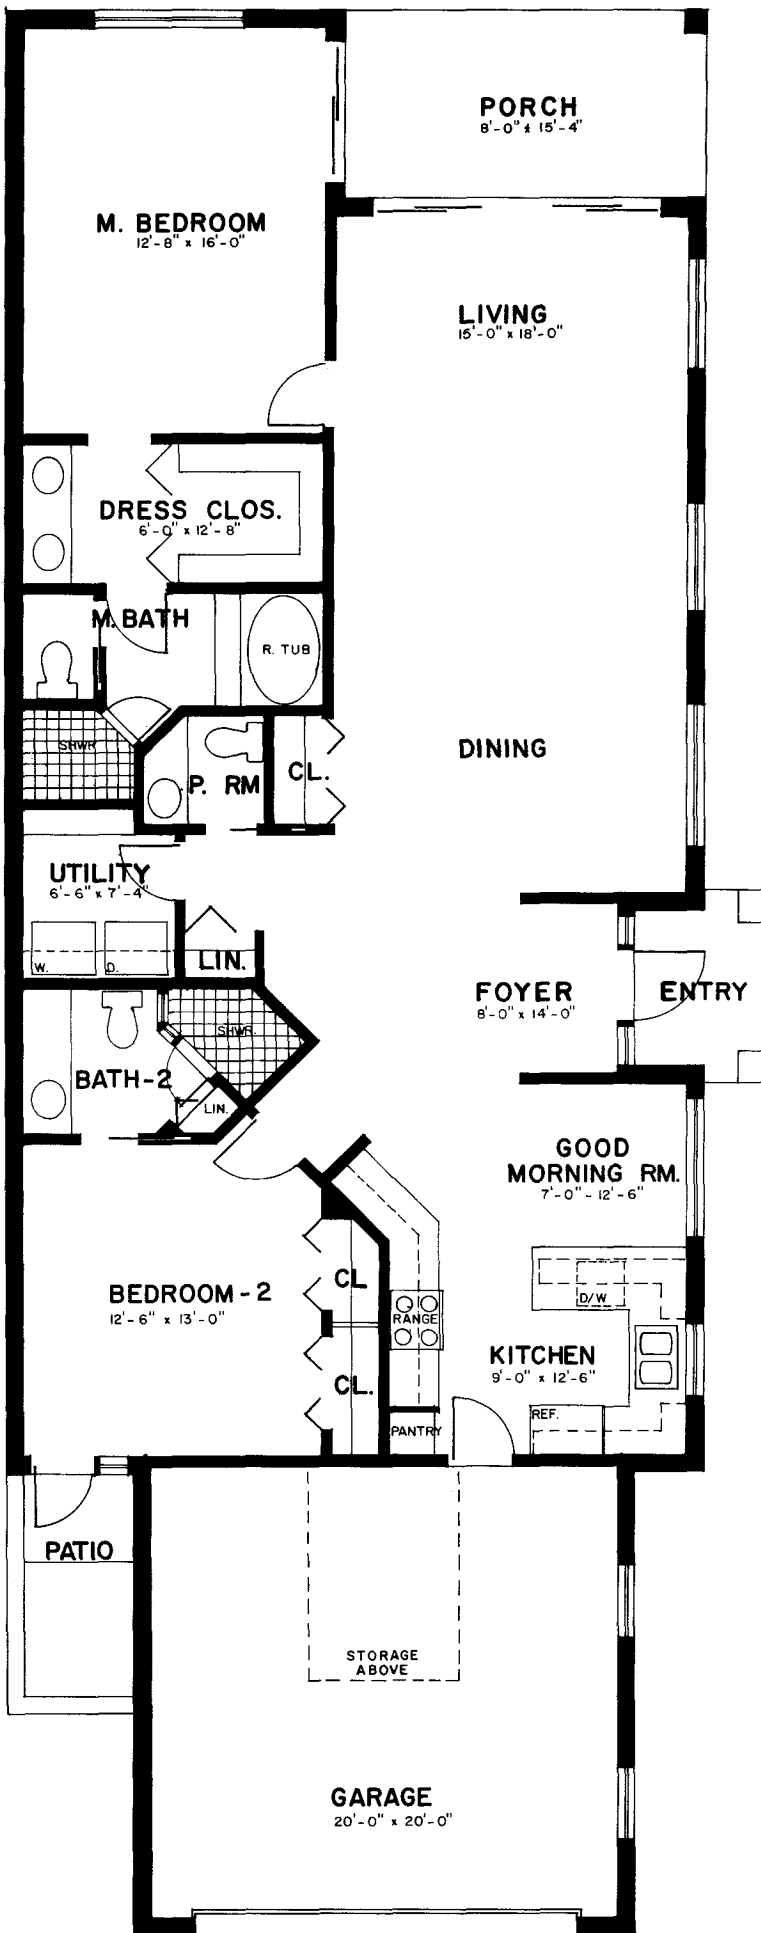 PORCH
8'-0" x 15'-4"
M. BEDROOM
12'-8" x 16'-0"
LIVING
15'-0" x 18'-0"
DRESS CLOS.
6'-0" x 12'-8"
M. BATH
R. TUB
SHWR
P. RM
CL.
DINING
UTILITY
6'-6" x 7'-4"
W.
D.
LIN.
FOYER
8'-0" x 14'-0"
ENTRY
SHWR.
BATH-2
LIN.
GOOD
MORNING RM.
7'-0" - 12'-6"
BEDROOM-2
12'-6" x 13'-0"
CL
D/W
RANGE
KITCHEN
9'-0" x 12'-6"
CL.
REF.
PANTRY
PATIO
STORAGE
ABOVE
GARAGE
20'-0" x 20'-0"